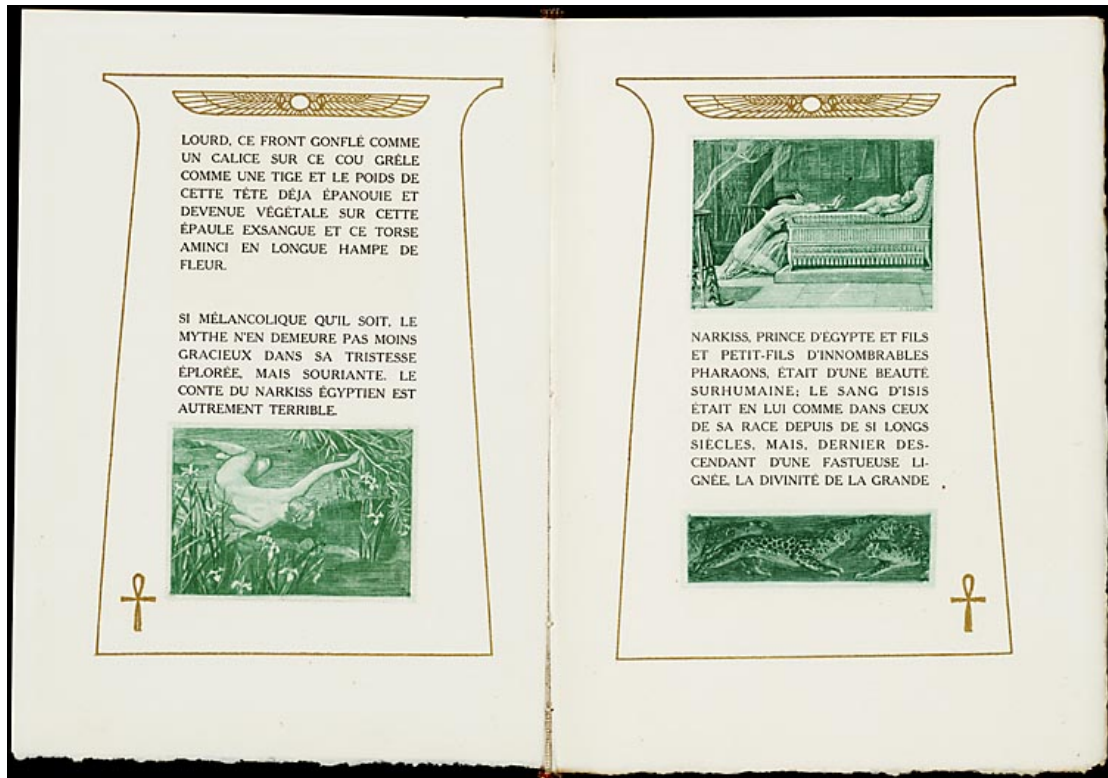 LOURD, CE FRONT GONFLÉ COMME
UN CALICE SUR CE COU GRÊLE
COMME UNE TIGE ET LE POIDS DE
CETTE TÊTE DÉJA ÉPANOUIE ET
DEVENUE VÉGÉTALE SUR CETTE
ÉPAULE EXSANGUE ET CE TORSE
AMINCI EN LONGUE HAMPE DE
FLEUR.
SI MÉLANCOLIQUE QU'IL SOIT, LE
MYTHE N'EN DEMEURE PAS MOINS
GRACIEUX DANS SA TRISTESSE
ÉPLORÉE, MAIS SOURIANTE. LE
CONTE DU NARKISS ÉGYPTIEN EST
AUTREMENT TERRIBLE.
NARKISS, PRINCE D'ÉGYPTE ET FILS
ET PETIT-FILS D'INNOMBRABLES
PHARAONS, ÉTAIT D'UNE BEAUTÉ
SURHUMAINE; LE SANG D'ISIS
ÉTAIT EN LUI COMME DANS CEUX
DE SA RACE DEPUIS DE SI LONGS
SIÈCLES, MAIS, DERNIER DES-
CENDANT D'UNE FASTUEUSE LI-
GNÉE, LA DIVINITÉ DE LA GRANDE